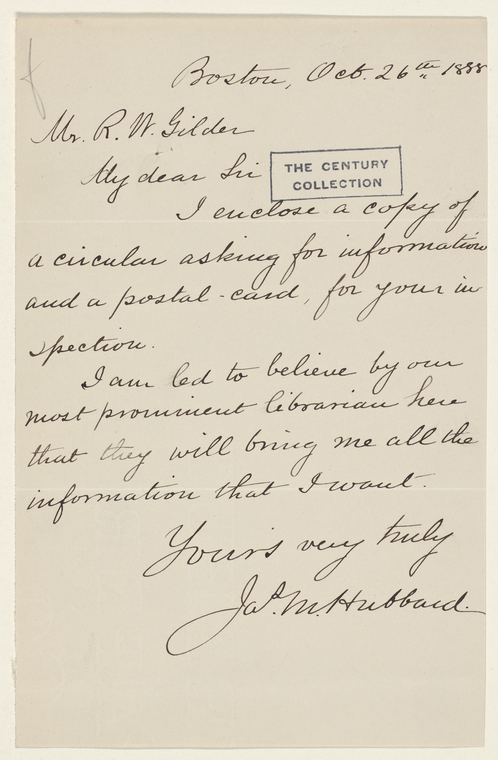 Boston, Oct. 26th 1888
Mr. R. W. Gilder
My dear Sir
THE CENTURY
COLLECTION
I enclose a copy of
a circular asking for information
and a postal-card, for your in
spection.
I am led to believe by our
most prominent librarian here
that they will bring me all the
information that I want.
Yours very truly
Jas. M. Hubbard.